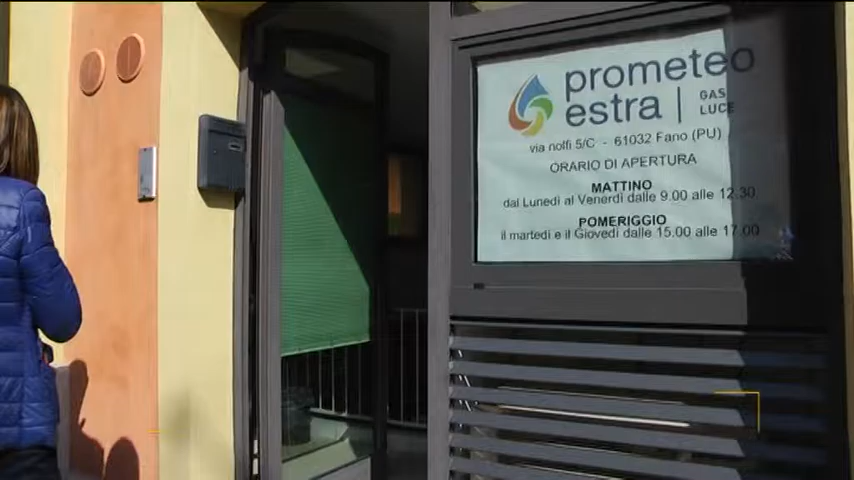 prometeo
estra | GAS
LUCE
via nolfi 5/C - 61032 Fano (PU)
ORARIO DI APERTURA
MATTINO
dal Lunedì al Venerdì dalle 9.00 alle 12.30
POMERIGGIO
il martedì e il Giovedì dalle 15.00 alle 17.00